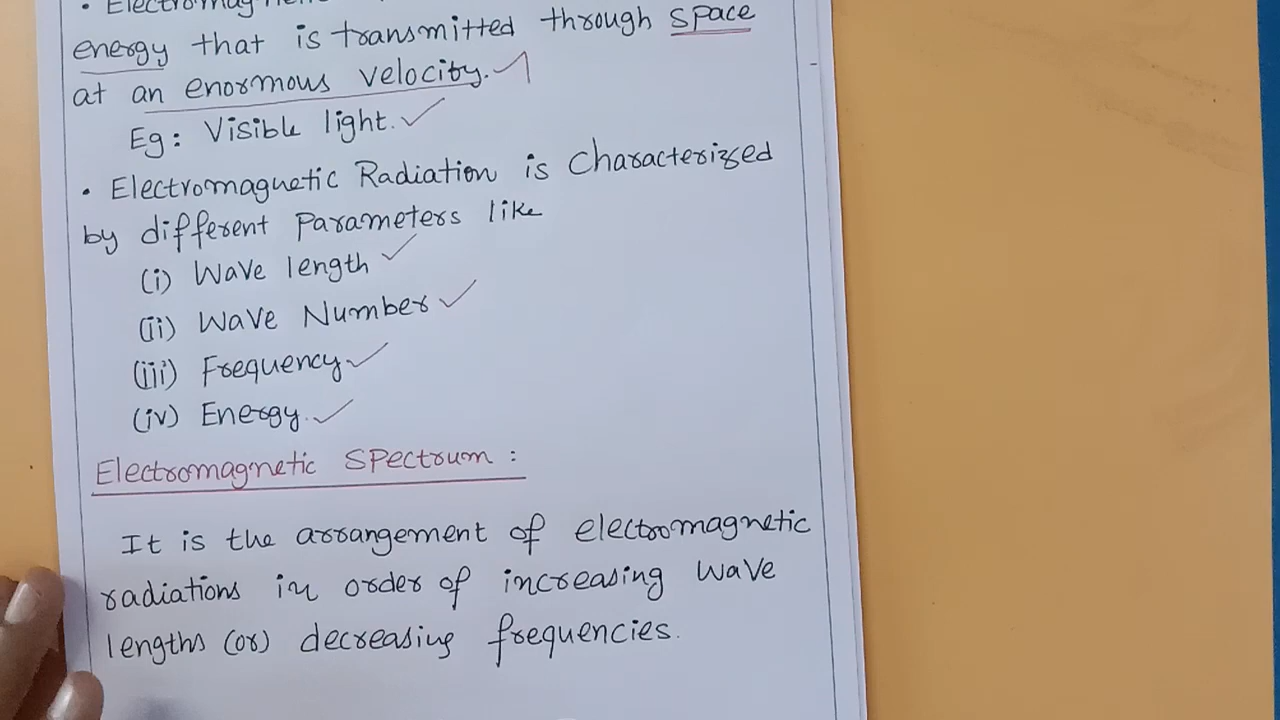 • Electromagnetic
energy that is transmitted through space
at an enormous velocity.
Eg: Visible light.
• Electromagnetic Radiation is Characterized
by different Parameters like
(i) Wave length
(ii) Wave Number
(iii) Frequency
(iv) Energy.
Electromagnetic Spectrum :
It is the arrangement of electromagnetic
radiations in order of increasing wave
lengths (or) decreasing frequencies.